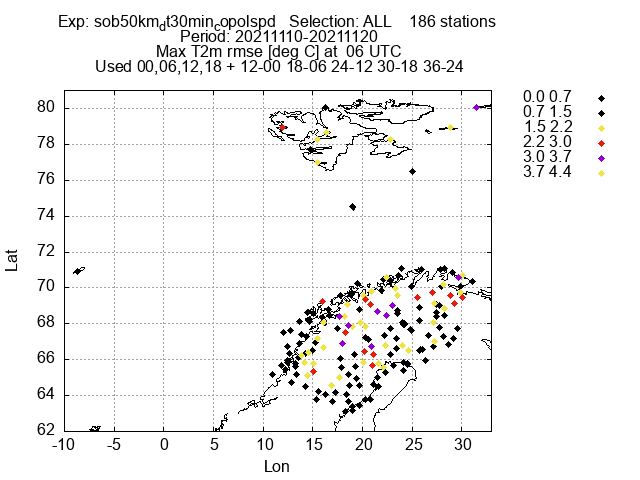 Exp: sob50km_dt30min_copolspd   Selection: ALL    186 stations
Period: 20211110-20211120
Max T2m rmse [deg C] at  06 UTC
Used 00,06,12,18 + 12-00 18-06 24-12 30-18 36-24
0.0 0.7
0.7 1.5
1.5 2.2
2.2 3.0
3.0 3.7
3.7 4.4
Lat
80
78
76
74
72
70
68
66
64
62
-10 -5 0 5 10 15 20 25 30
Lon